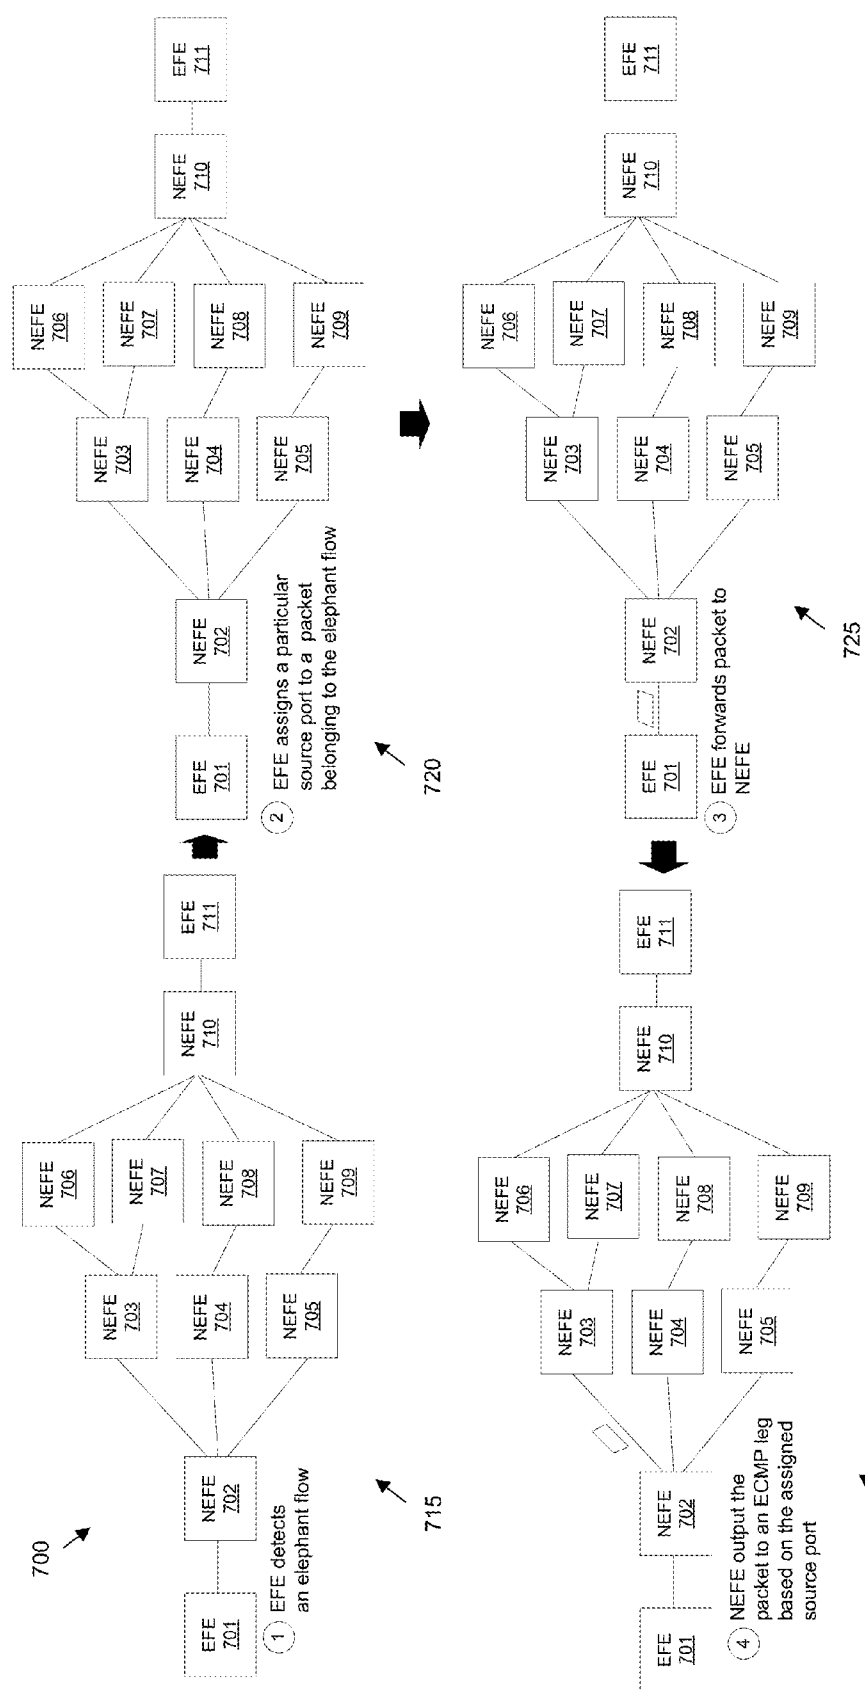 700
EFE
701
NEFE
702
NEFE
703
NEFE
704
NEFE
705
NEFE
706
NEFE
707
NEFE
708
NEFE
709
NEFE
710
EFE
711
1 EFE detects
an elephant flow
715
EFE
701
NEFE
702
NEFE
703
NEFE
704
NEFE
705
NEFE
706
NEFE
707
NEFE
708
NEFE
709
NEFE
710
EFE
711
2 EFE assigns a particular
source port to a packet
belonging to the elephant flow
720
EFE
701
NEFE
702
NEFE
703
NEFE
704
NEFE
705
NEFE
706
NEFE
707
NEFE
708
NEFE
709
NEFE
710
EFE
711
3 EFE forwards packet to
NEFE
725
EFE
701
NEFE
702
NEFE
703
NEFE
704
NEFE
705
NEFE
706
NEFE
707
NEFE
708
NEFE
709
NEFE
710
EFE
711
4 NEFE output the
packet to an ECMP leg
based on the assigned
source port